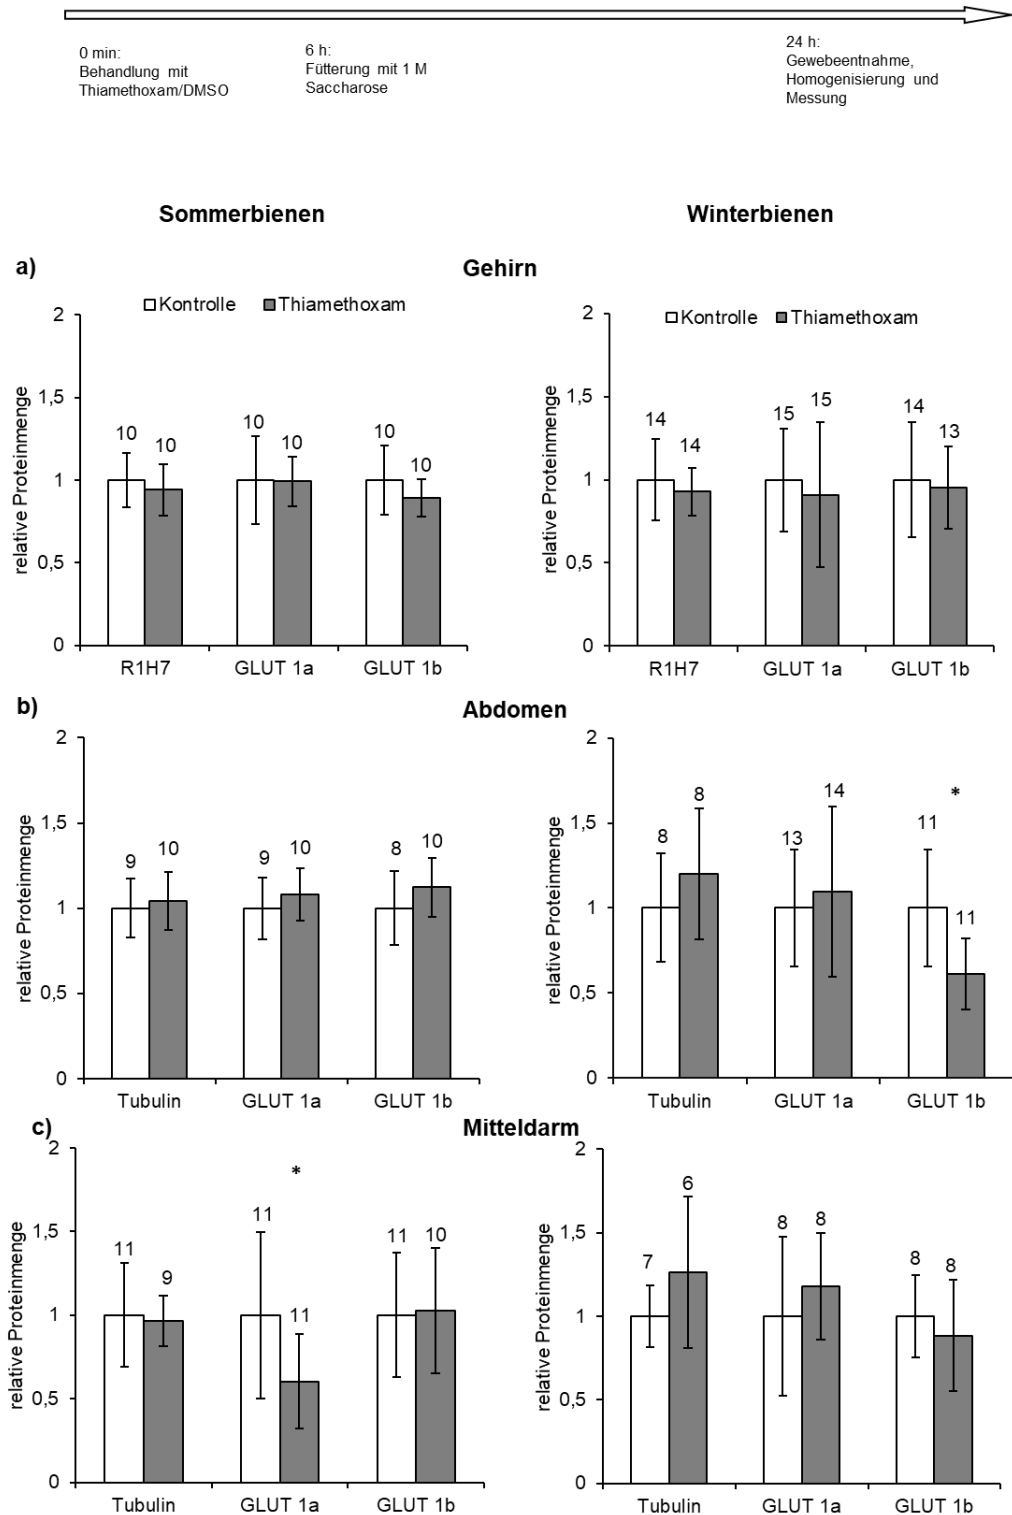 0 min:
Behandlung mit
Thiamethoxam/DMSO
6 h:
Fütterung mit 1 M
Saccharose
24 h:
Gewebeentnahme,
Homogenisierung und
Messung
Sommerbienen
Winterbienen
a)
Gehirn
Kontrolle Thiamethoxam
relative Proteinmenge
2
1,5
1
0,5
0
10 10 10 10 10 10
R1H7 GLUT 1a GLUT 1b
Kontrolle Thiamethoxam
relative Proteinmenge
2
1,5
1
0,5
0
14 14 15 15 14 13
R1H7 GLUT 1a GLUT 1b
b)
Abdomen
relative Proteinmenge
2
1,5
1
0,5
0
9 10 9 10 8 10
Tubulin GLUT 1a GLUT 1b
relative Proteinmenge
2
1,5
1
0,5
0
8 8 13 14 11 * 11
Tubulin GLUT 1a GLUT 1b
c)
Mitteldarm
relative Proteinmenge
2
1,5
1
0,5
0
11 9 11 * 11 11 10
Tubulin GLUT 1a GLUT 1b
relative Proteinmenge
2
1,5
1
0,5
0
7 6 8 8 8 8
Tubulin GLUT 1a GLUT 1b